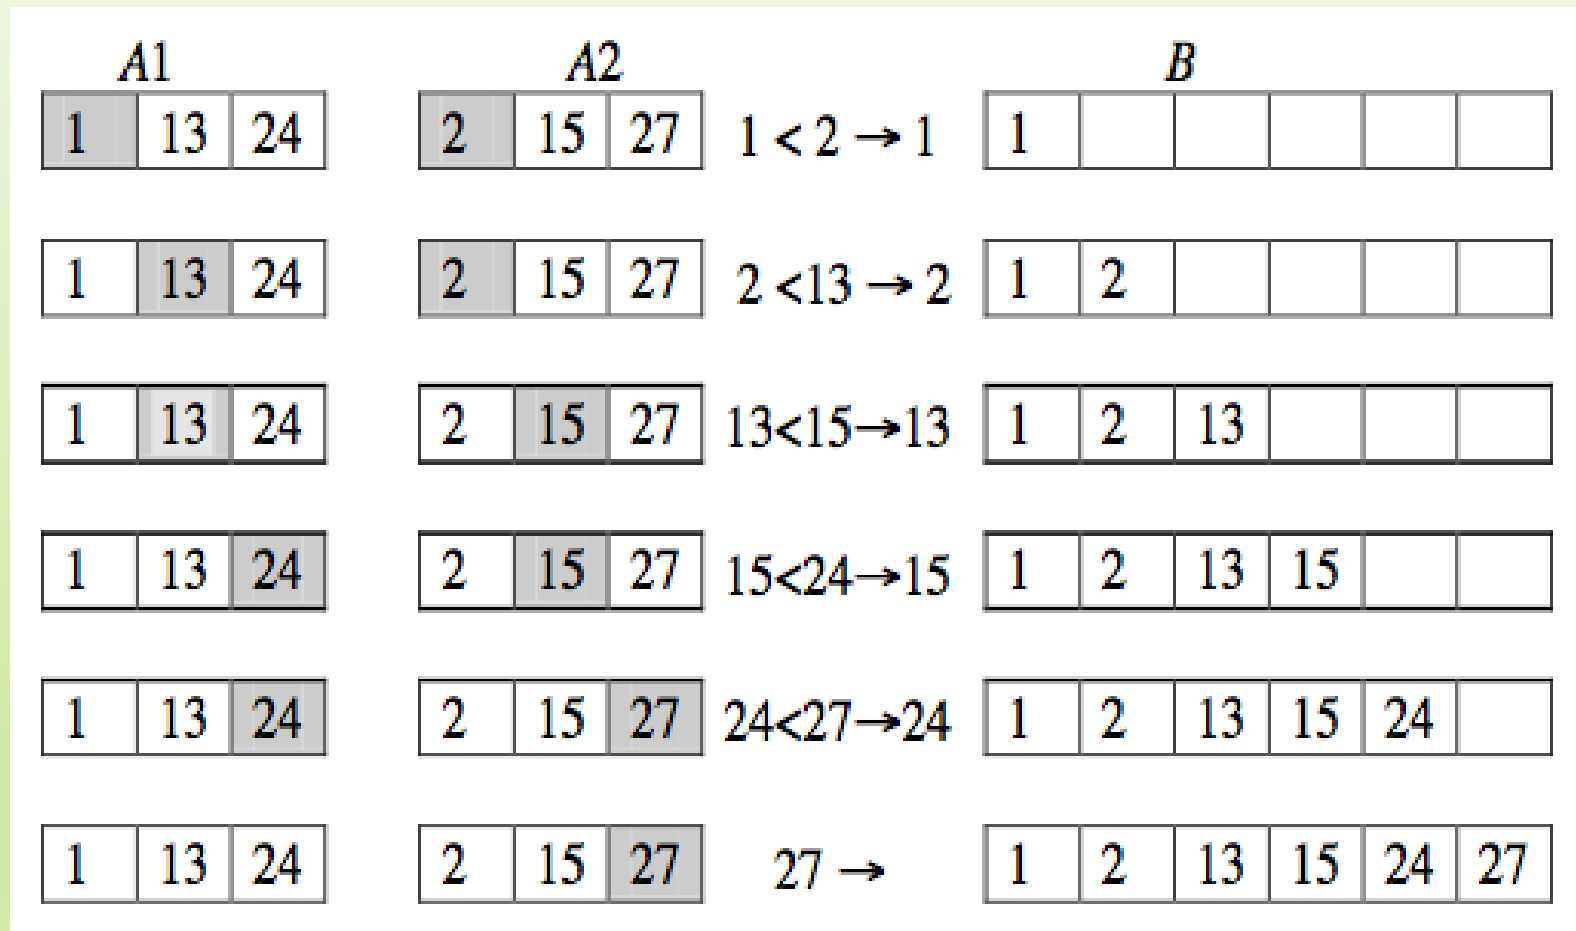 A1 A2 B
1 13 24 2 15 27 1 < 2 → 1 1
1 13 24 2 15 27 2 <13 → 2 1 2
1 13 24 2 15 27 13<15→13 1 2 13
1 13 24 2 15 27 15<24→15 1 2 13 15
1 13 24 2 15 27 24<27→24 1 2 13 15 24
1 13 24 2 15 27 27 → 1 2 13 15 24 27